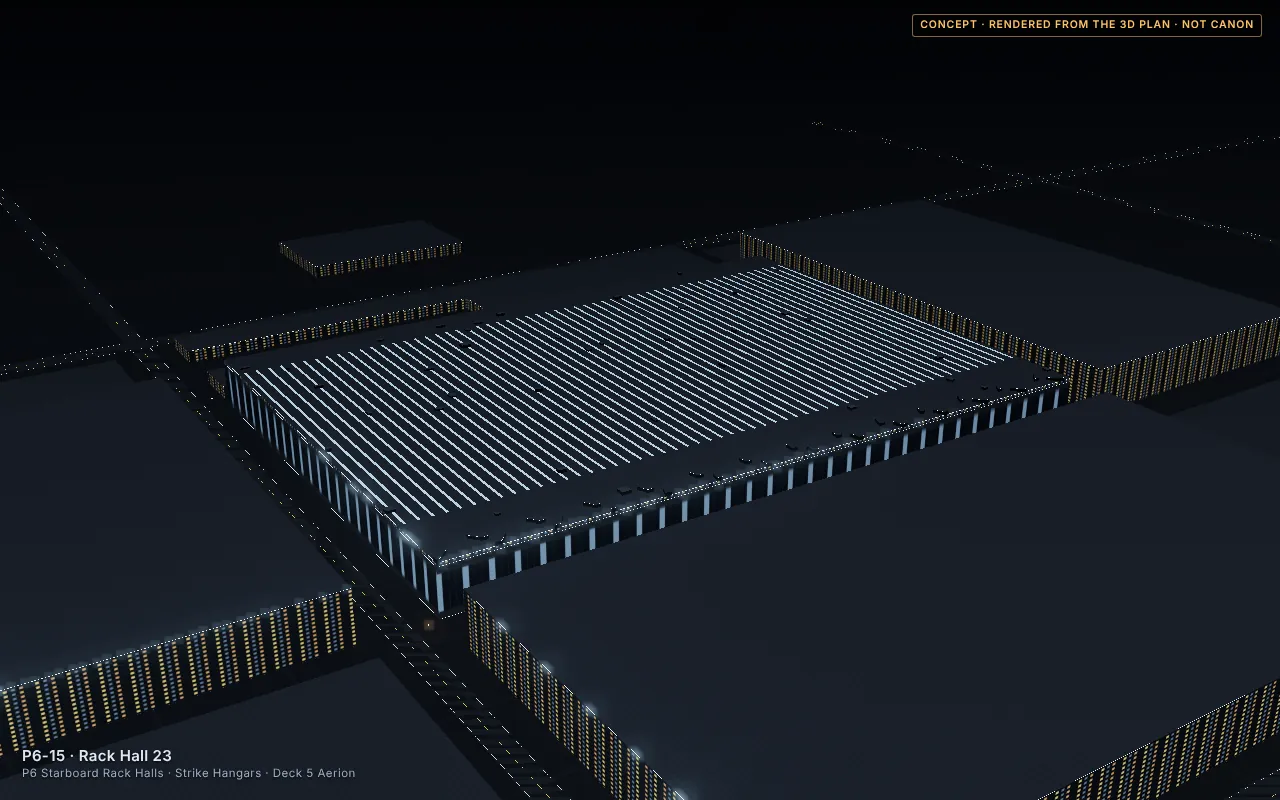 CONCEPT · RENDERED FROM THE 3D PLAN · NOT CANON
P6-15 · Rack Hall 23
P6 Starboard Rack Halls · Strike Hangars · Deck 5 Aerion